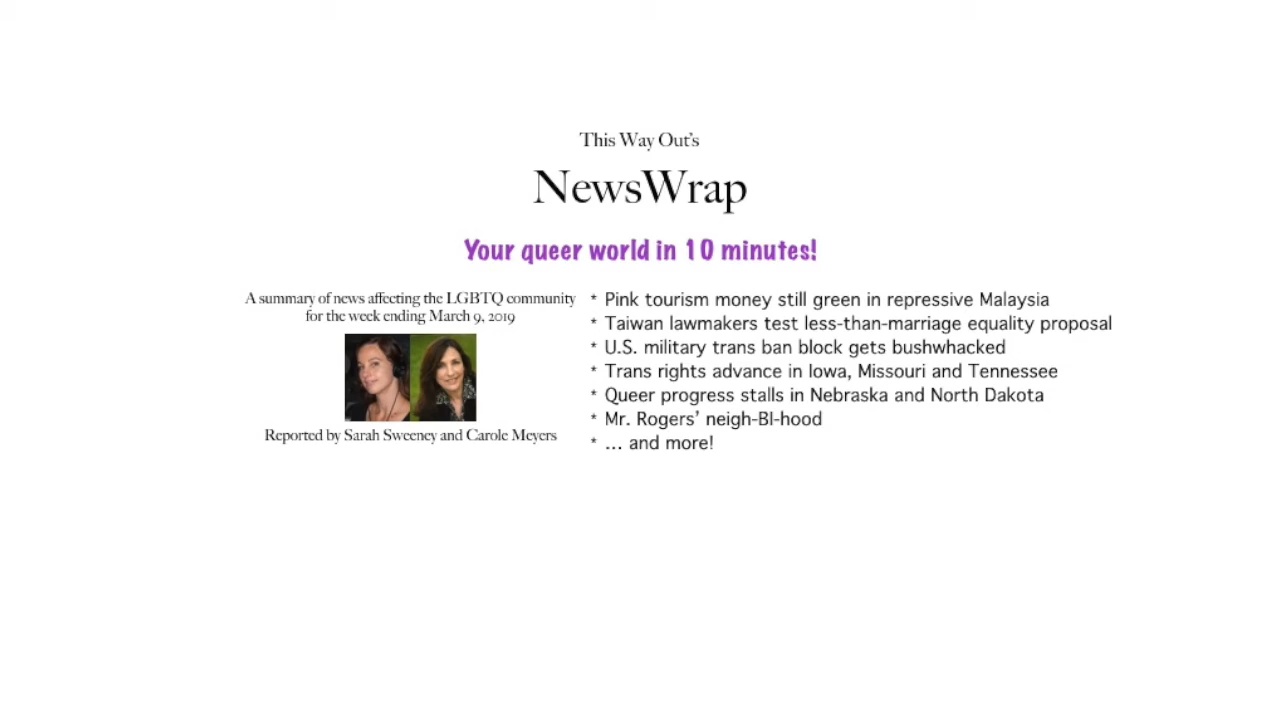 This Way Out's
NewsWrap
Your queer world in 10 minutes!
A summary of news affecting the LGBTQ community
for the week ending March 9, 2019
Reported by Sarah Sweeney and Carole Meyers
* Pink tourism money still green in repressive Malaysia
* Taiwan lawmakers test less-than-marriage equality proposal
* U.S. military trans ban block gets bushwhacked
* Trans rights advance in Iowa, Missouri and Tennessee
* Queer progress stalls in Nebraska and North Dakota
* Mr. Rogers' neigh-BI-hood
* ... and more!